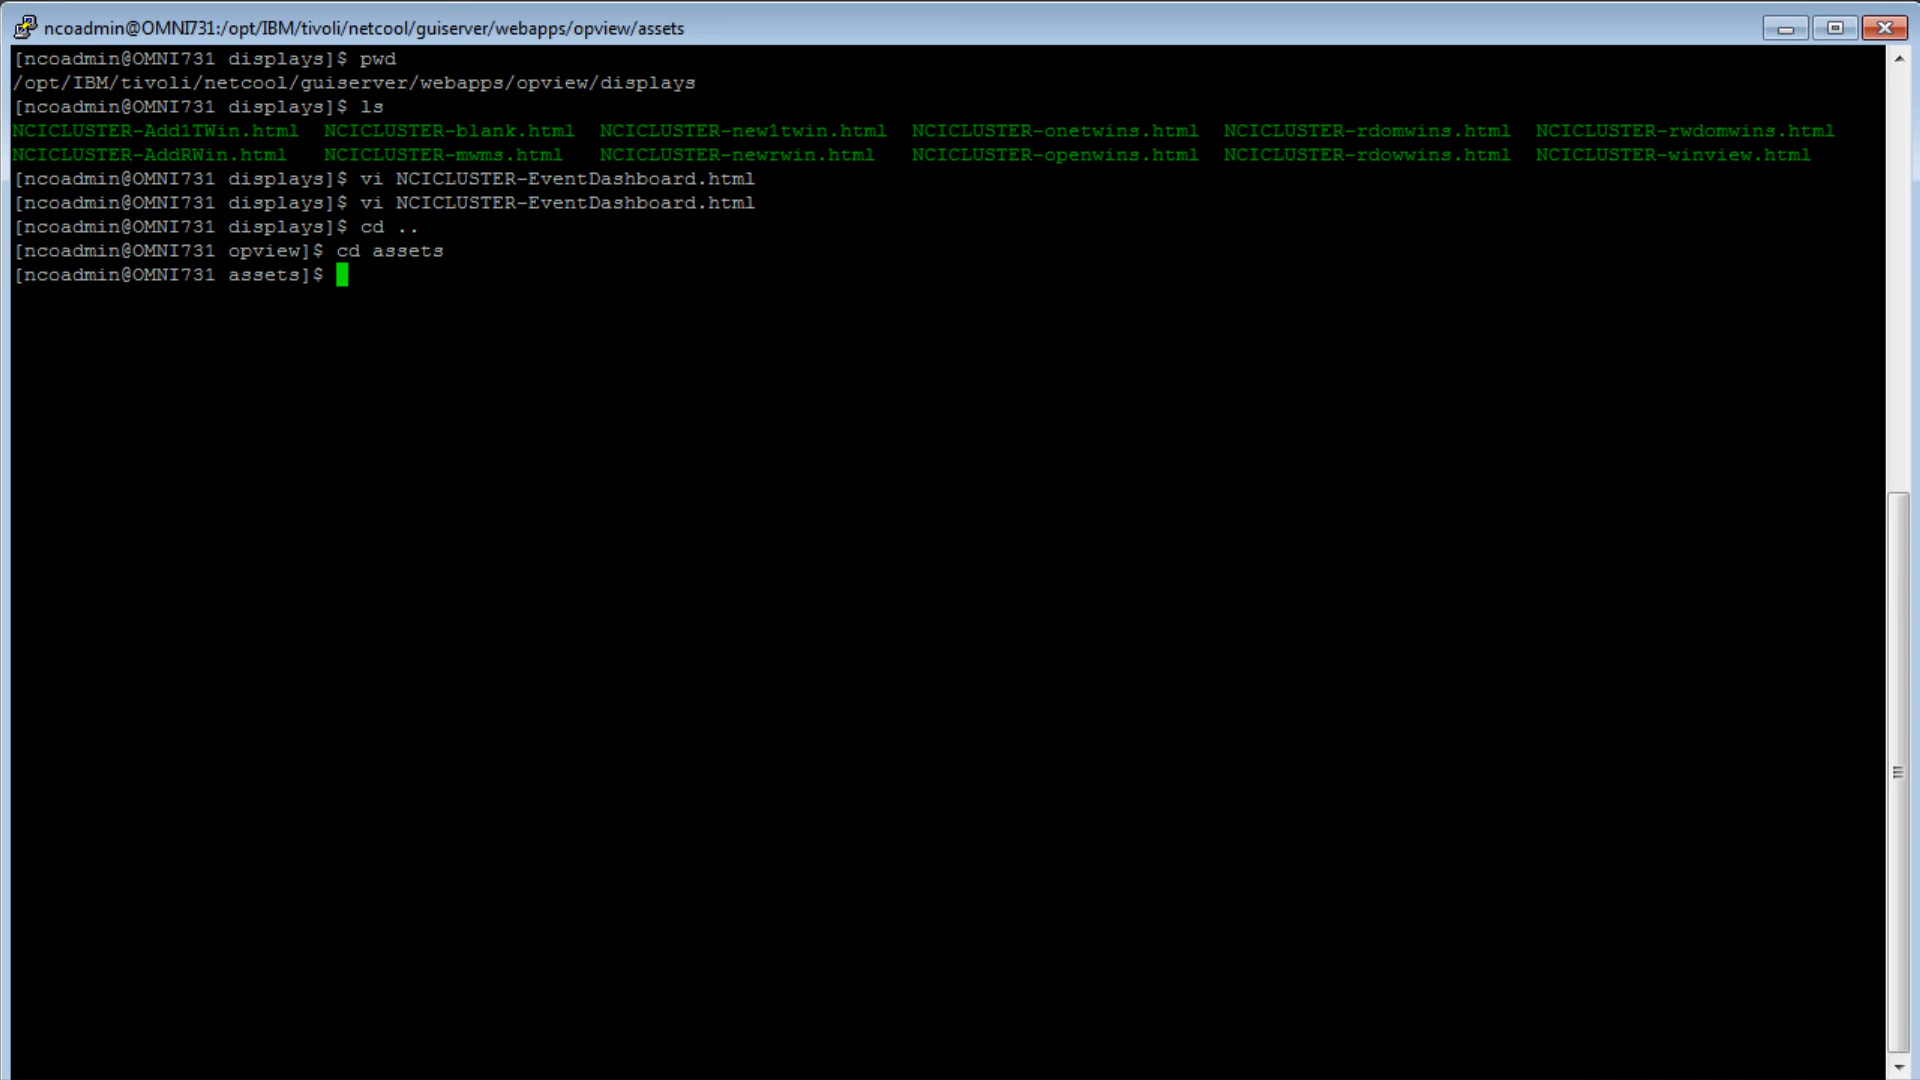 ncoadmin@OMNI731:/opt/IBM/tivoli/netcool/guiserver/webapps/opview/assets
[ncoadmin@OMNI731 displays]$ pwd
/opt/IBM/tivoli/netcool/guiserver/webapps/opview/displays
[ncoadmin@OMNI731 displays]$ ls
NCICLUSTER-Add1TWin.html  NCICLUSTER-blank.html  NCICLUSTER-new1twin.html  NCICLUSTER-onetwins.html  NCICLUSTER-rdomwins.html  NCICLUSTER-rwdomwins.html
NCICLUSTER-AddRWin.html  NCICLUSTER-mwms.html  NCICLUSTER-newrwin.html  NCICLUSTER-openwins.html  NCICLUSTER-rdowwins.html  NCICLUSTER-winview.html
[ncoadmin@OMNI731 displays]$ vi NCICLUSTER-EventDashboard.html
[ncoadmin@OMNI731 displays]$ vi NCICLUSTER-EventDashboard.html
[ncoadmin@OMNI731 displays]$ cd ..
[ncoadmin@OMNI731 opview]$ cd assets
[ncoadmin@OMNI731 assets]$